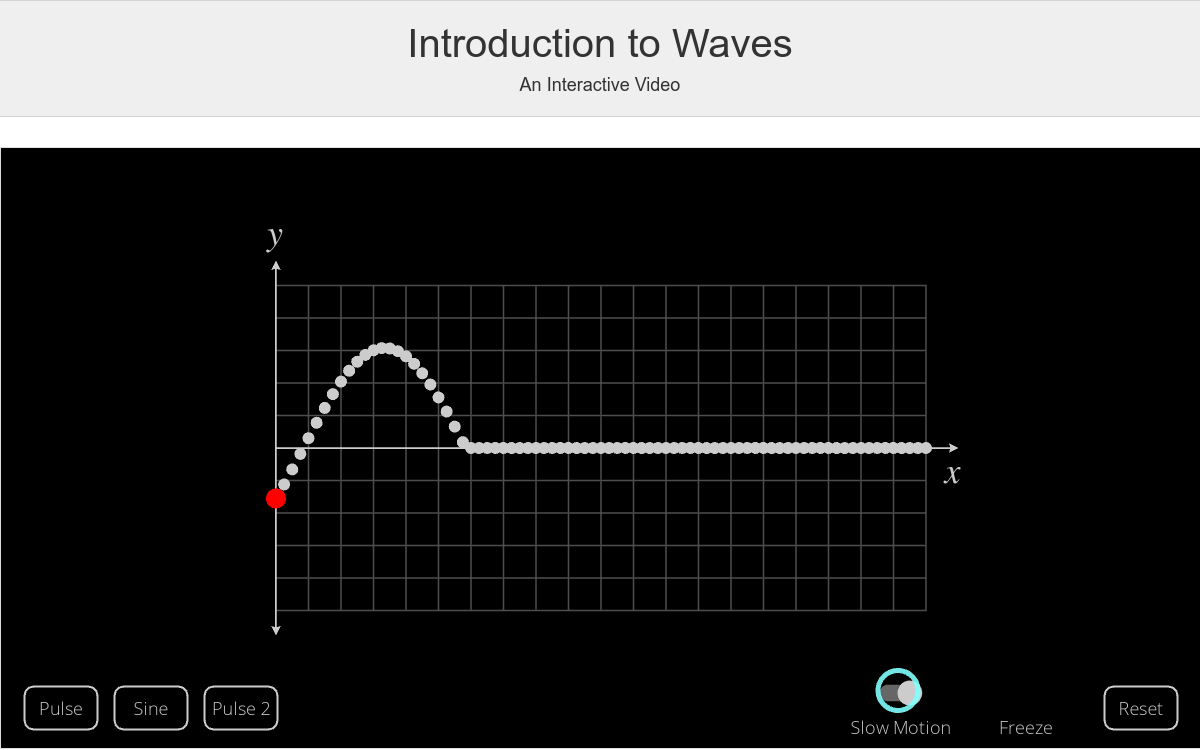 Introduction to Waves
An Interactive Video
y
x
Pulse
Sine
Pulse 2
Slow Motion
Freeze
Reset